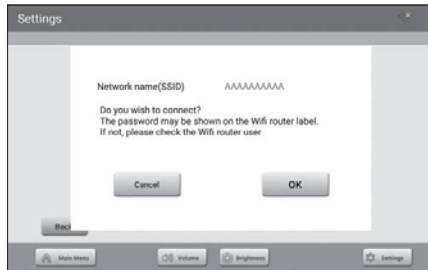 Settings
Network name(SSID) AAAAAAAAAA
Do you wish to connect?
The password may be shown on the Wifi router label.
If not, please check the Wifi router user
Cancel OK
Back
Main Menu Volume Brightness Settings